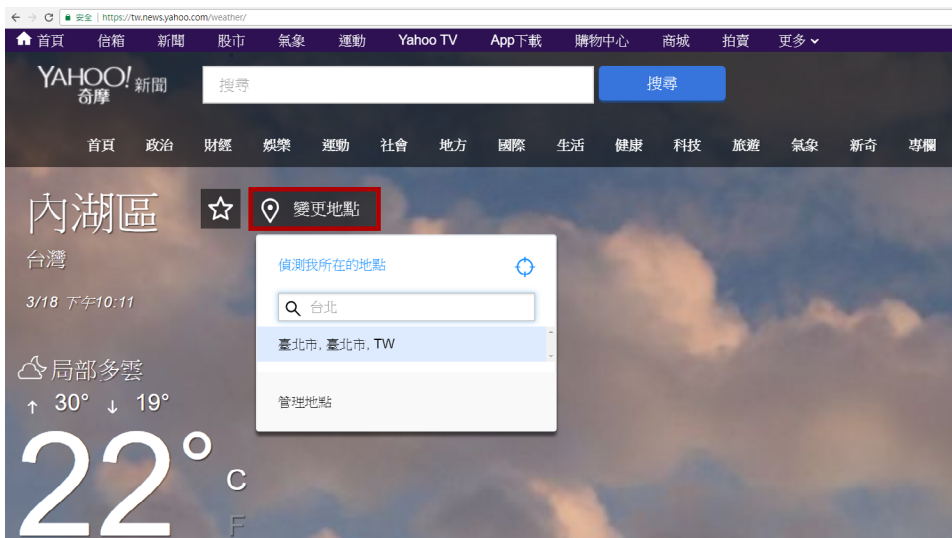 安全 | https://tw.news.yahoo.com/weather/
首頁 信箱 新聞 股市 氣象 運動 Yahoo TV App下載 購物中心 商城 拍賣 更多
YAHOO! 奇摩 新聞 搜尋 搜尋
首頁 政治 財經 娛樂 運動 社會 地方 國際 生活 健康 科技 旅遊 氣象 新奇 專欄
內湖區 變更地點
台灣
偵測我所在的地點
3/18 下午10:11
台北
臺北市, 臺北市, TW
局部多雲
↑ 30° ↓ 19°
管理地點
22° C
F